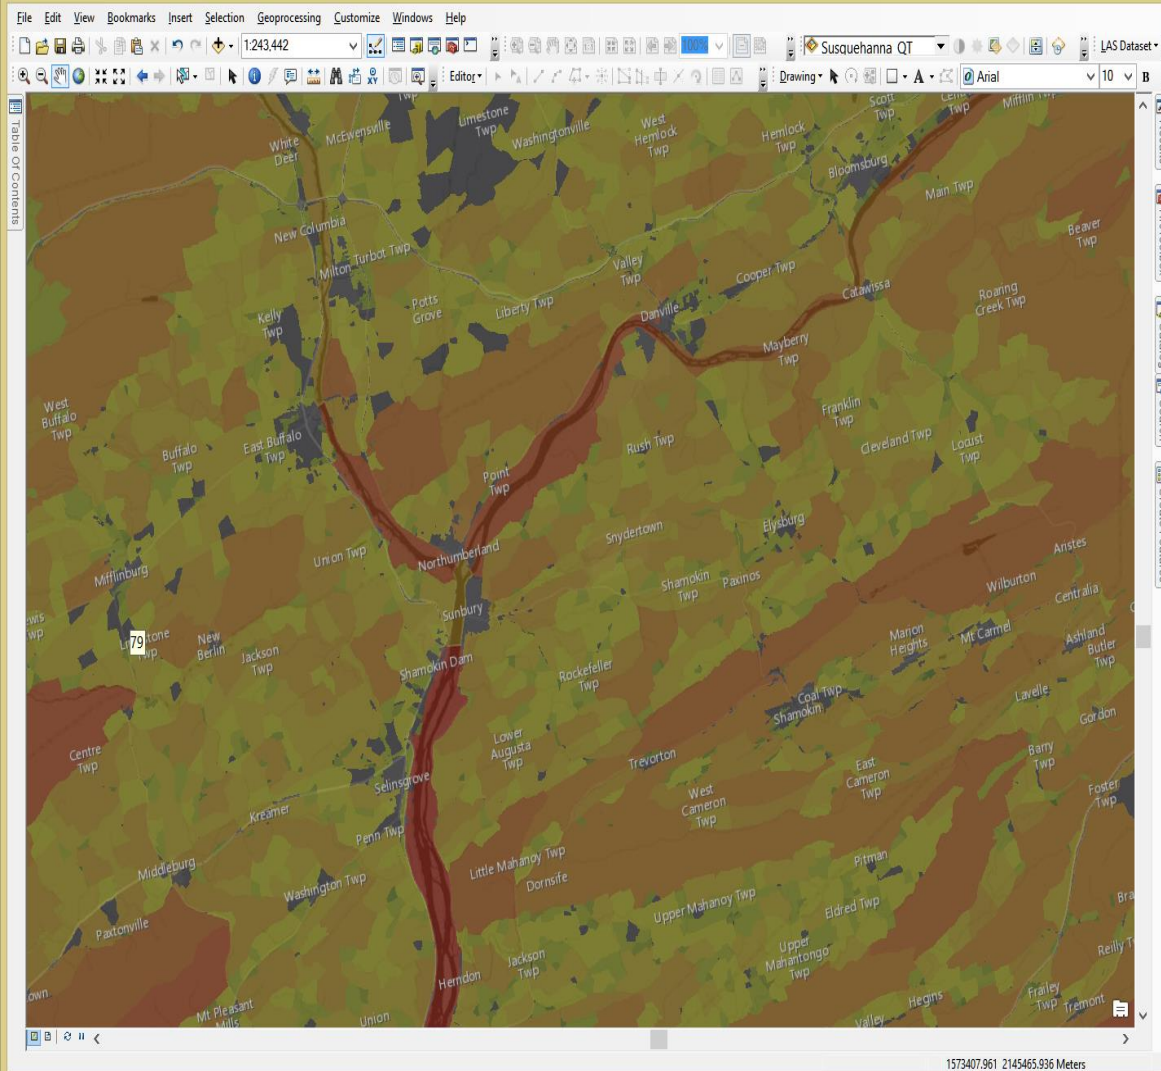 File Edit View Bookmarks Insert Selection Geoprocessing Customize Windows Help
1:243,442
100%
Susquehanna QT
LAS Dataset
Editor
Drawing
A
Arial
10
B
Table Of Contents
Twp
McEwensville
White
Deer
Limestone
Twp
Washingtonville
West
Hemlock
Twp
Hemlock
Twp
Scott
Twp
Twp
Mifflin Twp
Bloomsburg
Main Twp
Beaver
Twp
New Columbia
Milton
Turbot Twp
Valley
Twp
Cooper Twp
Catawissa
Roaring
Creek Twp
Potts
Grove
Liberty Twp
Danville
Kelly
Twp
Mayberry
Twp
West
Buffalo
Twp
Buffalo
Twp
East Buffalo
Twp
Franklin
Twp
Cleveland Twp
Locust
Twp
Rush Twp
Point
Twp
Snydertown
Elysburg
Union Twp
Northumberland
Aristes
Mifflinburg
Shamokin
Twp
Paxinos
Wilburton
Centralia
Sunbury
79
Twp
New
Berlin
Jackson
Twp
Marion
Heights
Mt Carmel
Ashland
Butler
Twp
Shamokin Dam
Rockefeller
Twp
Coal Twp
Shamokin
Lavelle
Gordon
Centre
Twp
Lower
Augusta
Twp
Trevorton
Barry
Twp
East
Cameron
Twp
Foster
Twp
Selinsgrove
West
Cameron
Twp
Kreamer
Penn Twp
Little Mahanoy Twp
Dornsife
Pitman
Middleburg
Washington Twp
Upper Mahanoy Twp
Eldred Twp
Paxtonville
Upper
Mahantongo
Twp
Jackson
Twp
Herndon
Hegins
Frailey
Twp
Tremont
Mt Pleasant
Mills
Union
Valley
1573407.961 2145465.936 Meters